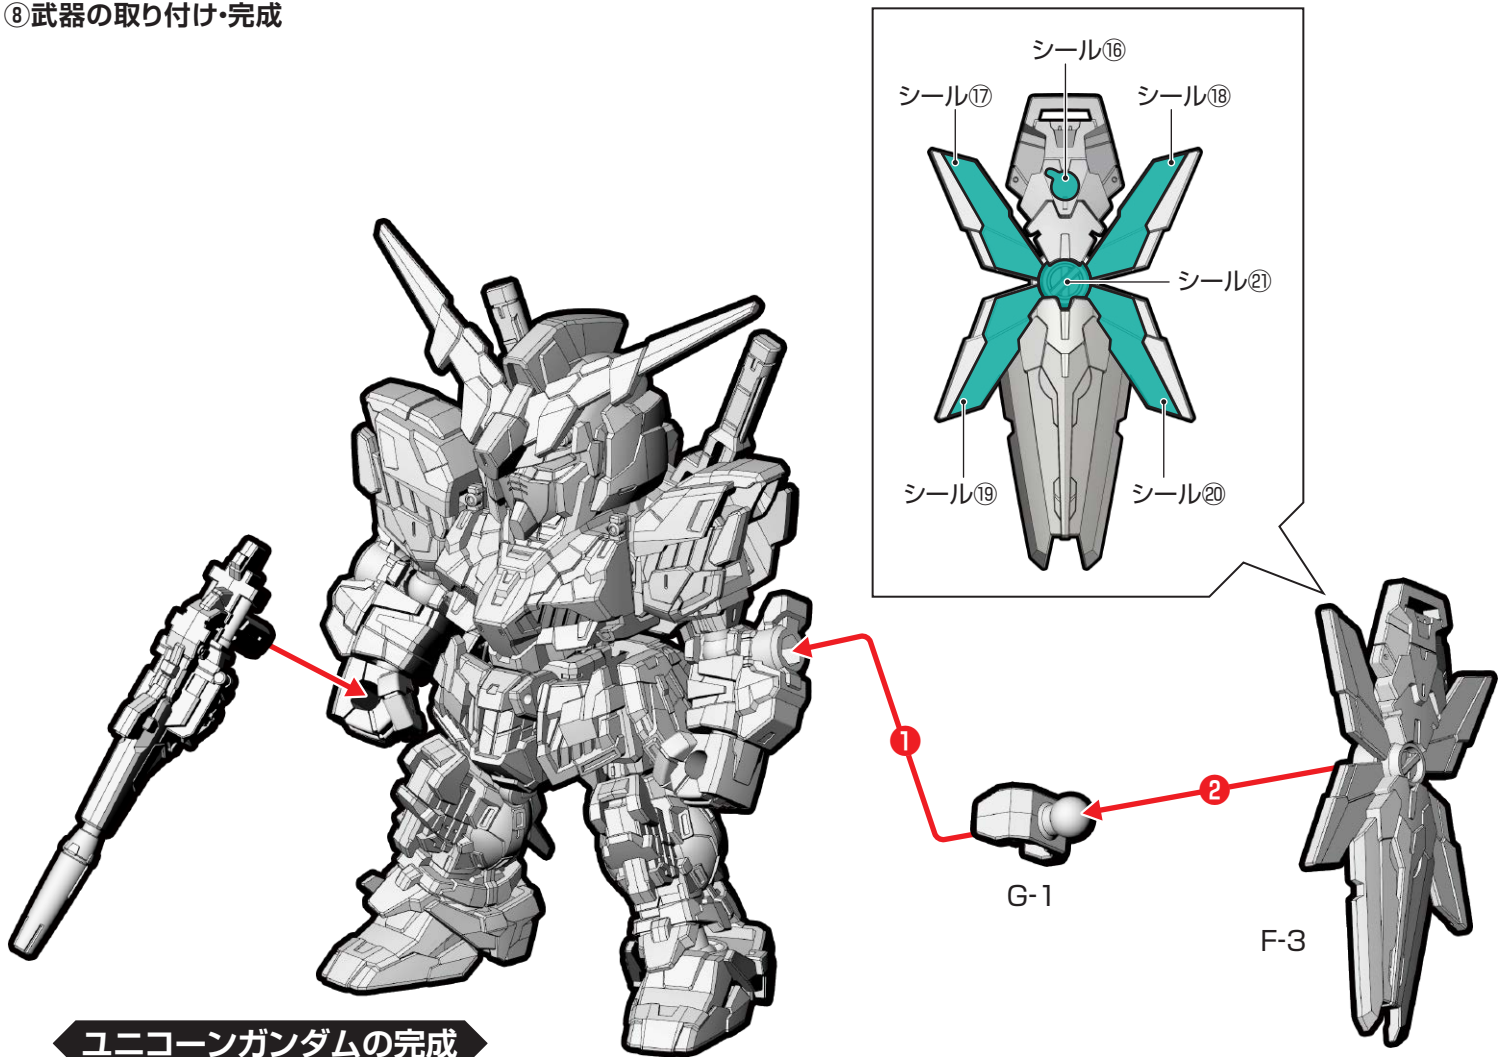 ⑧武器の取り付け・完成
シール⑯
シール⑰
シール⑱
シール㉑
シール⑲
シール⑳
❶
❷
G-1
F-3
ユニコーンガンダムの完成